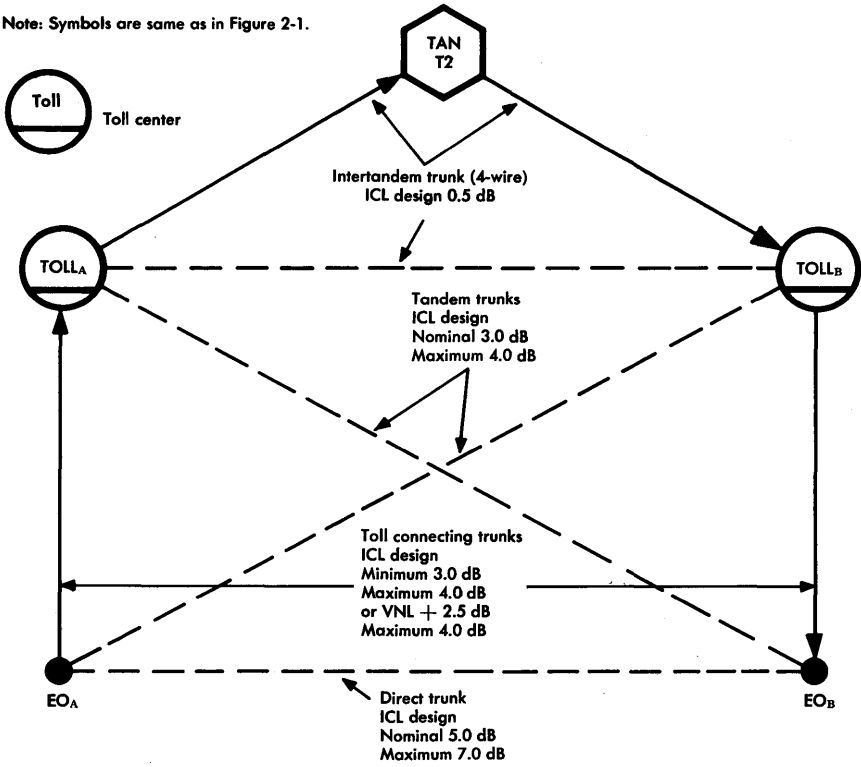 Note: Symbols are same as in Figure 2-1.
TAN
T2
Toll
Toll center
Intertandem trunk (4-wire)
ICL design 0.5 dB
TOLLA
TOLLB
Tandem trunks
ICL design
Nominal 3.0 dB
Maximum 4.0 dB
Toll connecting trunks
ICL design
Minimum 3.0 dB
Maximum 4.0 dB
or VNL + 2.5 dB
Maximum 4.0 dB
EOA
EOB
Direct trunk
ICL design
Nominal 5.0 dB
Maximum 7.0 dB